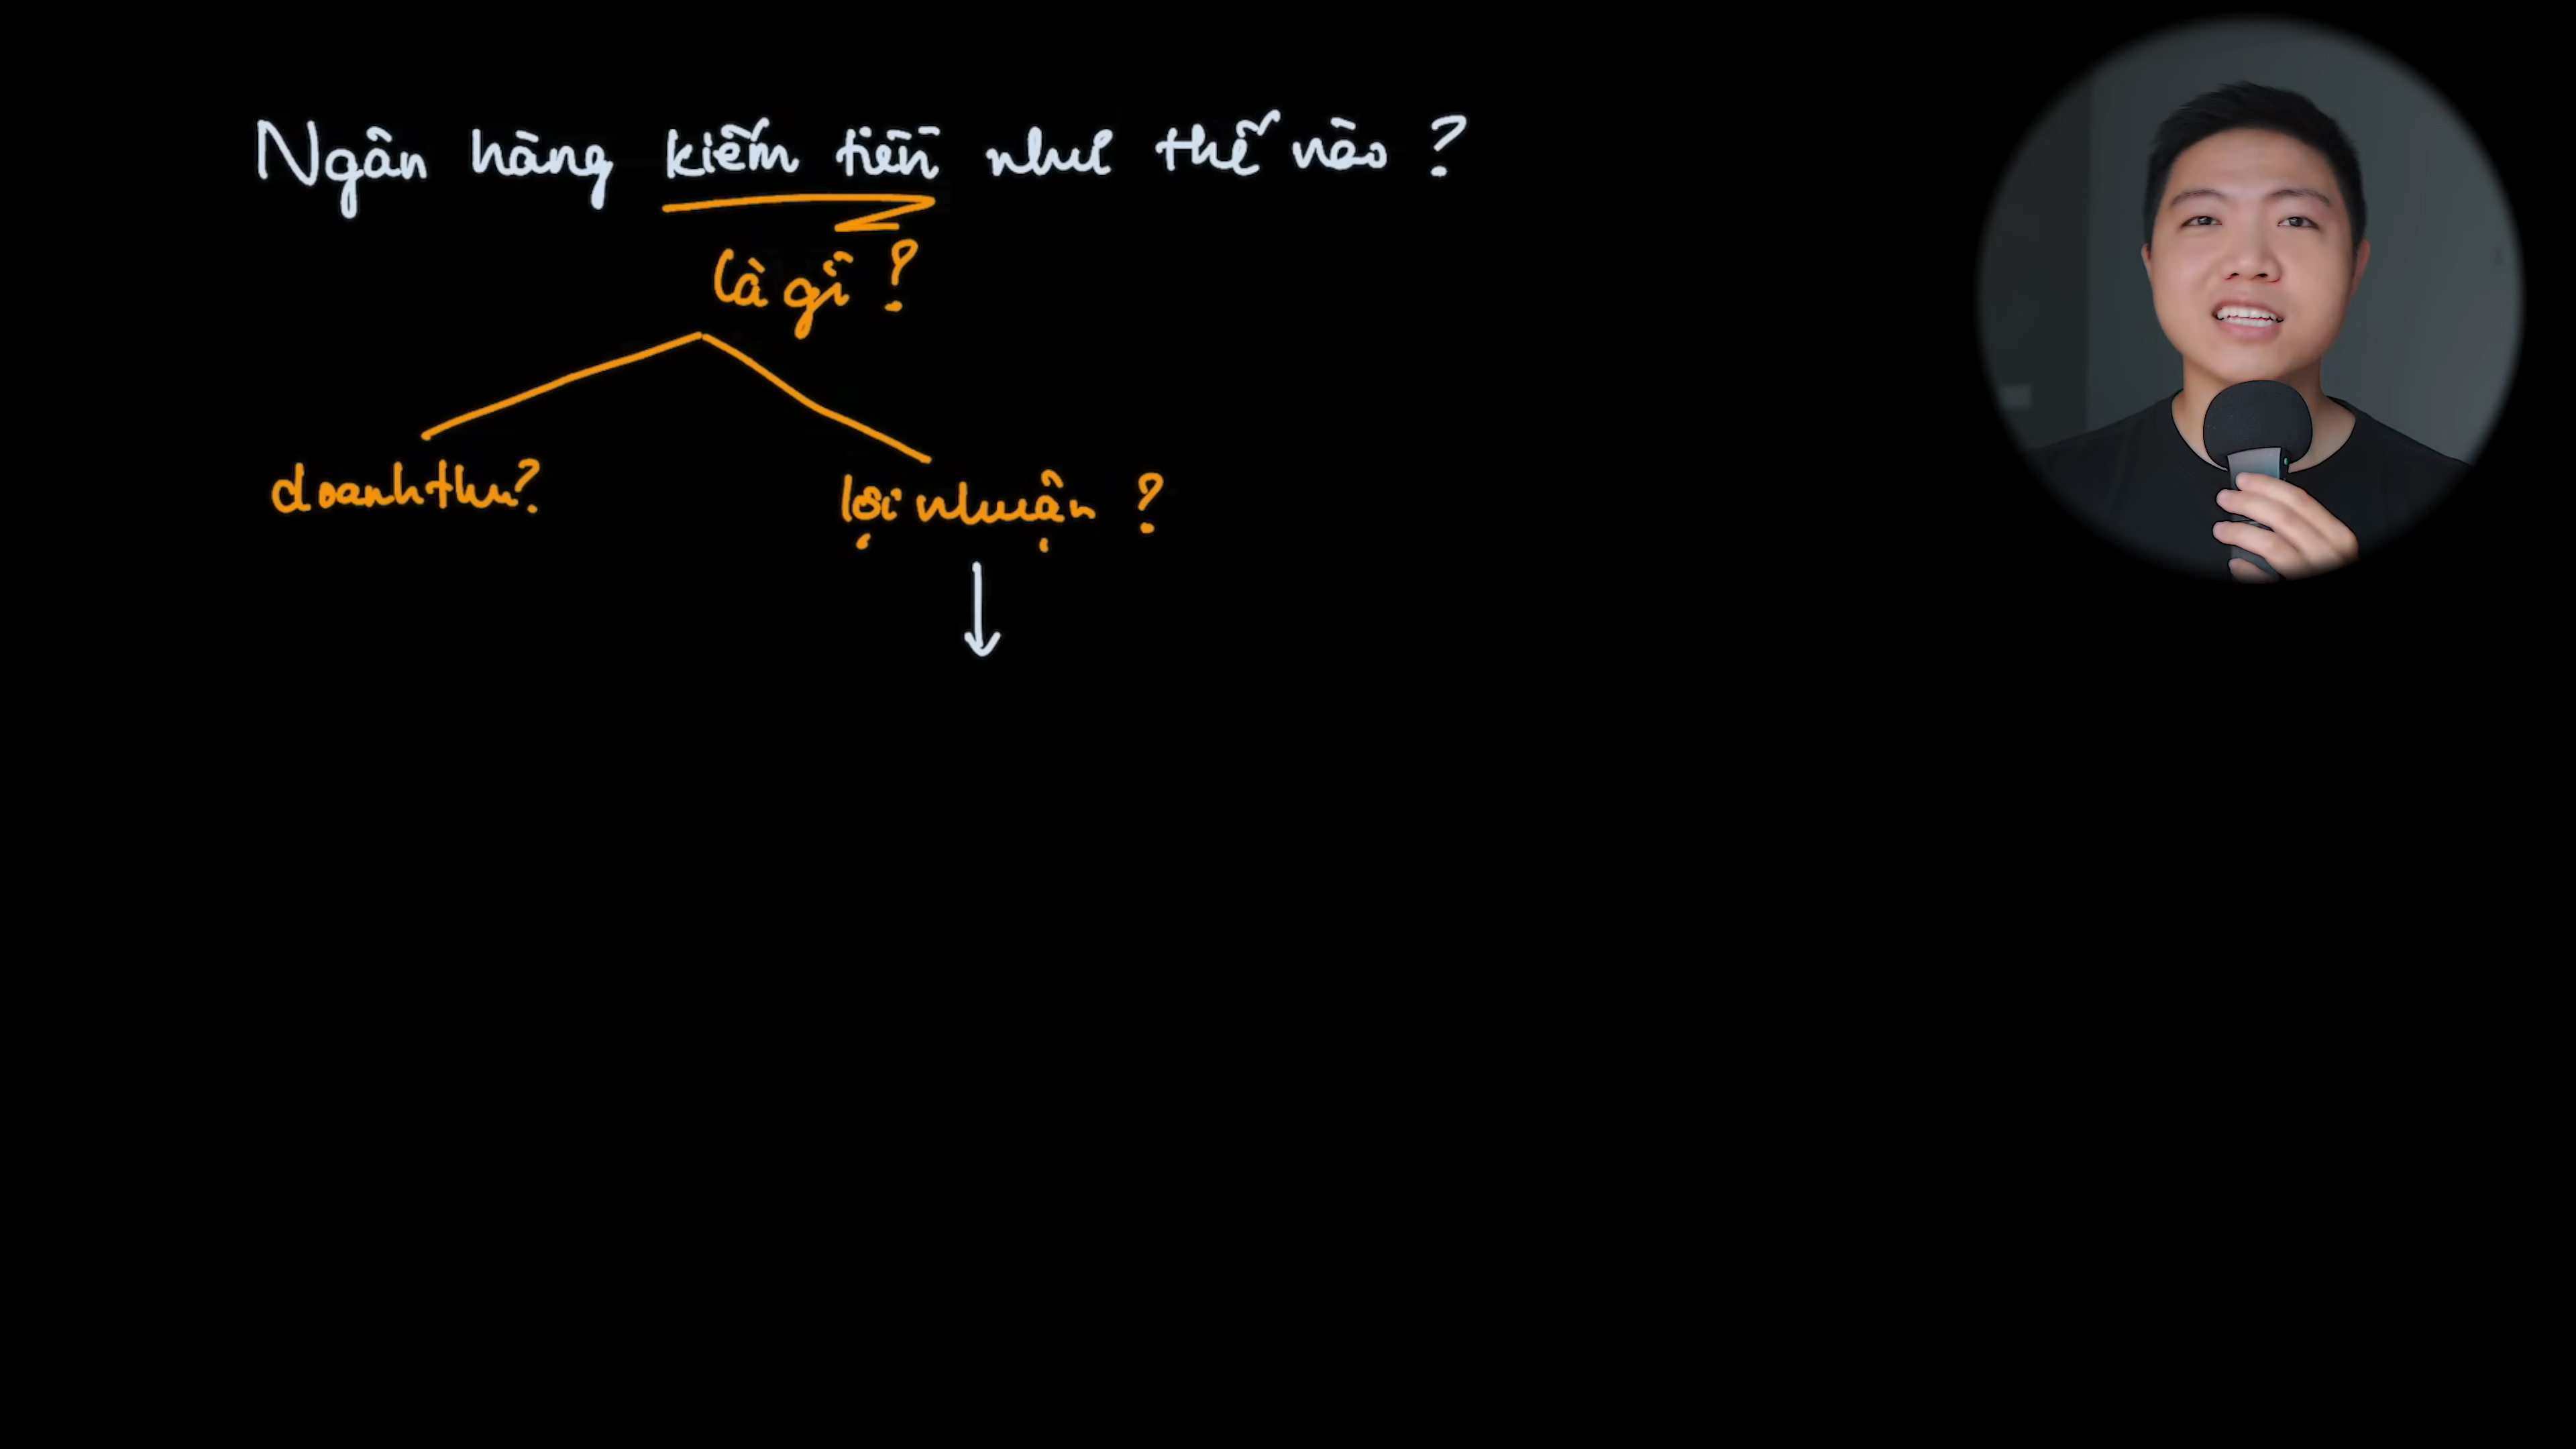 Ngân hàng kiếm tiền như thế nào ?
là gì ?
doanh thu ?
lợi nhuận ?